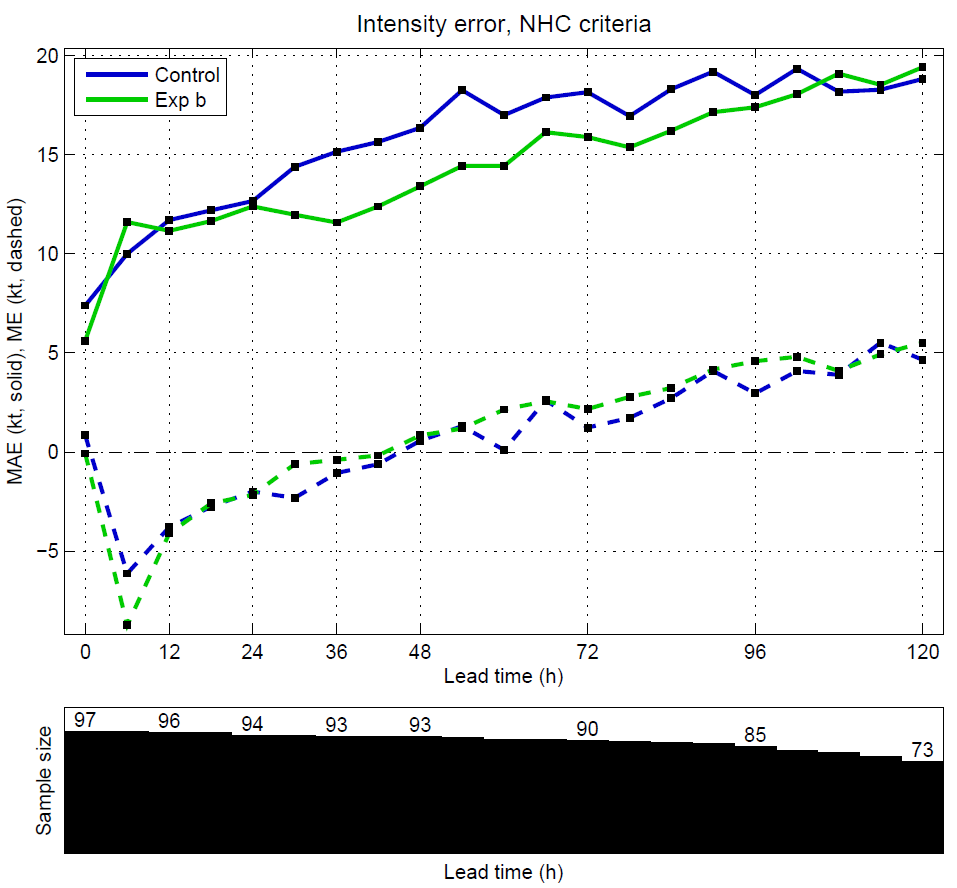 Intensity error, NHC criteria
Control
Exp b
20
15
10
5
0
−5
MAE (kt, solid), ME (kt, dashed)
0 12 24 36 48 72 96 120
Lead time (h)
97 96 94 93 93 90 85 73
Sample size
Lead time (h)